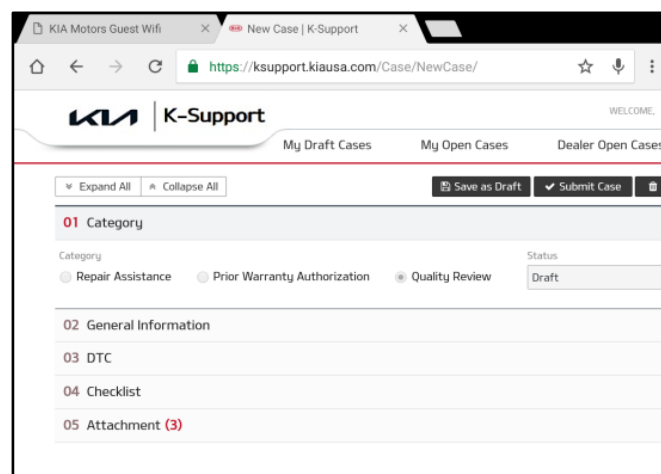 KIA Motors Guest Wifi
New Case | K-Support
https://ksupport.kiausa.com/Case/NewCase/
KIA
K-Support
WELCOME,
My Draft Cases
My Open Cases
Dealer Open Cases
Expand All
Collapse All
Save as Draft
Submit Case
01 Category
Category
Status
Repair Assistance
Prior Warranty Authorization
Quality Review
Draft
02 General Information
03 DTC
04 Checklist
05 Attachment (3)